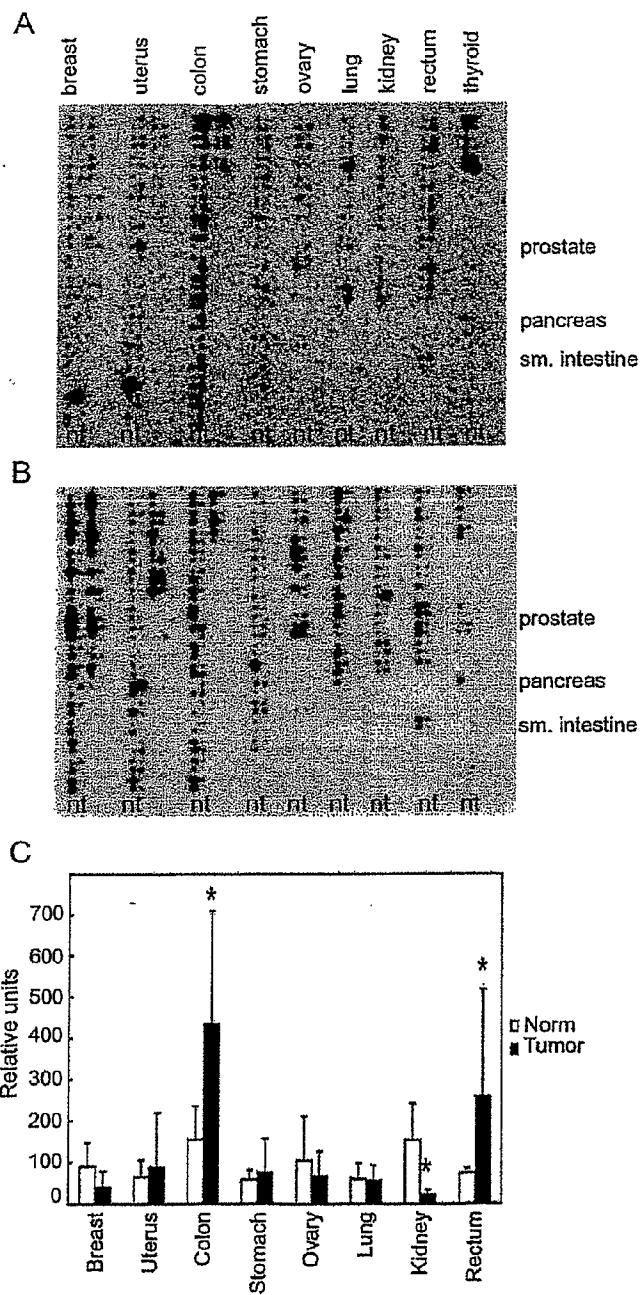 A
breast uterus colon stomach ovary lung kidney rectum thyroid
prostate
pancreas
sm. intestine
nt nt nt nt nt nt nt nt nt
B
prostate
pancreas
sm. intestine
nt nt nt nt nt nt nt nt nt
C
Relative units
700
600
500
400
300
200
100
0
* * *
Norm
Tumor
Breast Uterus Colon Stomach Ovary Lung Kidney Rectum